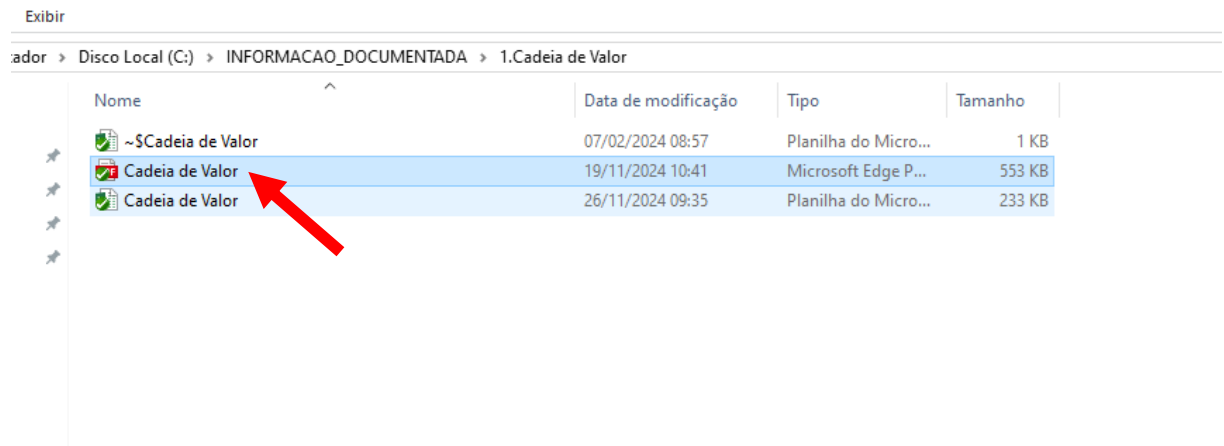 Exibir
tador > Disco Local (C:) > INFORMACAO_DOCUMENTADA > 1.Cadeia de Valor
Nome Data de modificação Tipo Tamanho
~$Cadeia de Valor 07/02/2024 08:57 Planilha do Micro... 1 KB
Cadeia de Valor 19/11/2024 10:41 Microsoft Edge P... 553 KB
Cadeia de Valor 26/11/2024 09:35 Planilha do Micro... 233 KB